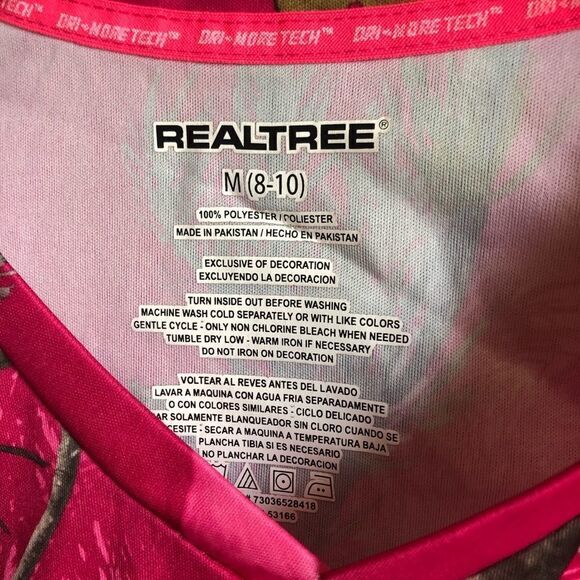 DRI-MORE TECH™ DRI-MORE TECH™ DRI-MORE TECH™ DRI-MORE
REALTREE®
M (8-10)
100% POLYESTER / POLIESTER
MADE IN PAKISTAN / HECHO EN PAKISTAN
EXCLUSIVE OF DECORATION
EXCLUYENDO LA DECORACION
TURN INSIDE OUT BEFORE WASHING
MACHINE WASH COLD SEPARATELY OR WITH LIKE COLORS
GENTLE CYCLE - ONLY NON CHLORINE BLEACH WHEN NEEDED
TUMBLE DRY LOW - WARM IRON IF NECESSARY
DO NOT IRON ON DECORATION
VOLTEAR AL REVES ANTES DEL LAVADO
LAVAR A MAQUINA CON AGUA FRIA SEPARADAMENTE
O CON COLORES SIMILARES - CICLO DELICADO
AR SOLAMENTE BLANQUEADOR SIN CLORO CUANDO SE
CESITE - SECAR A MAQUINA A TEMPERATURA BAJA
PLANCHA TIBIA SI ES NECESARIO
NO PLANCHAR LA DECORACION
# 73036528418
53166